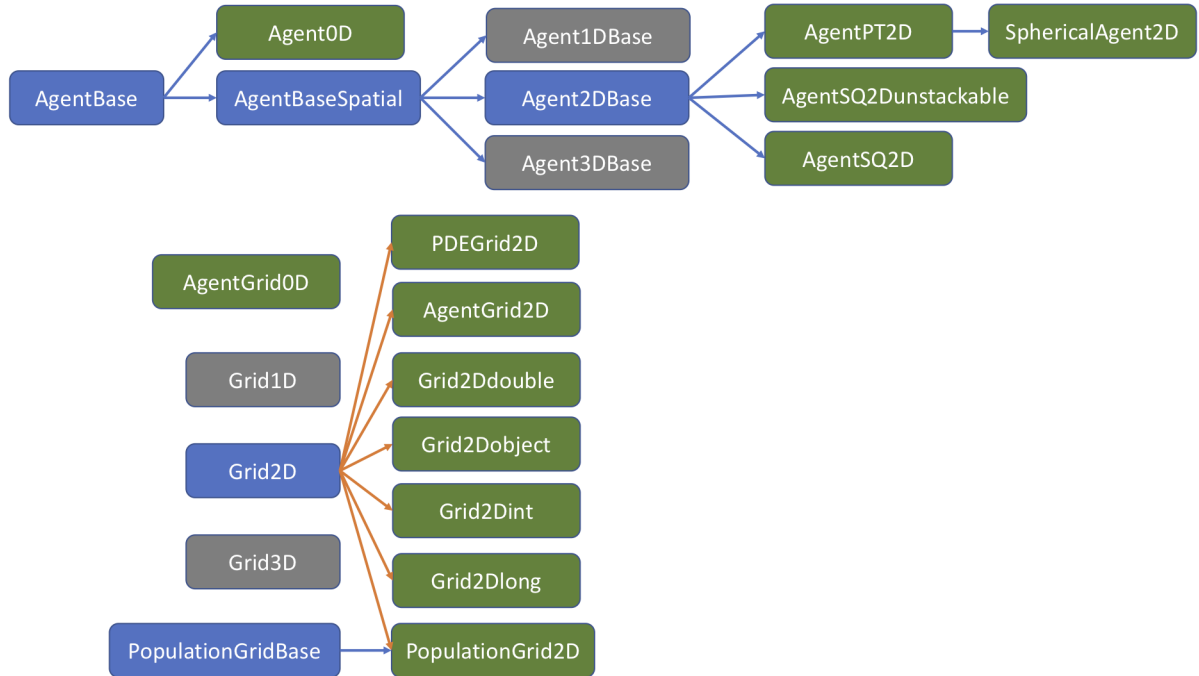 Agent0D
Agent1DBase
AgentPT2D
SphericalAgent2D
AgentBase
AgentBaseSpatial
Agent2DBase
AgentSQ2Dunstackable
Agent3DBase
AgentSQ2D
PDEGrid2D
AgentGrid0D
AgentGrid2D
Grid1D
Grid2Ddouble
Grid2Dobject
Grid2D
Grid2Dint
Grid3D
Grid2Dlong
PopulationGridBase
PopulationGrid2D